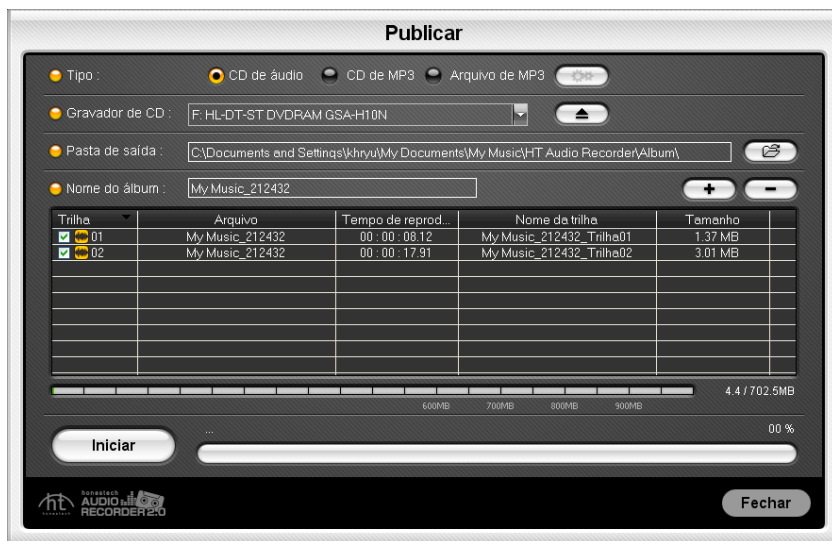 Publicar
Tipo : CD de áudio CD de MP3 Arquivo de MP3
Gravador de CD : F: HL-DT-ST DVDRAM GSA-H10N
Pasta de saída : C:\Documents and Settings\khryu\My Documents\My Music\HT Audio Recorder\Album\
Nome do álbum : My Music_212432
Trilha Arquivo Tempo de reprod... Nome da trilha Tamanho
01 My Music_212432 00 : 00 : 08.12 My Music_212432_Trilha01 1.37 MB
02 My Music_212432 00 : 00 : 17.91 My Music_212432_Trilha02 3.01 MB
4.4 / 702.5MB
600MB 700MB 800MB 900MB
... 00 %
Iniciar
ht honestech AUDIO
RECORDER2.0
Fechar